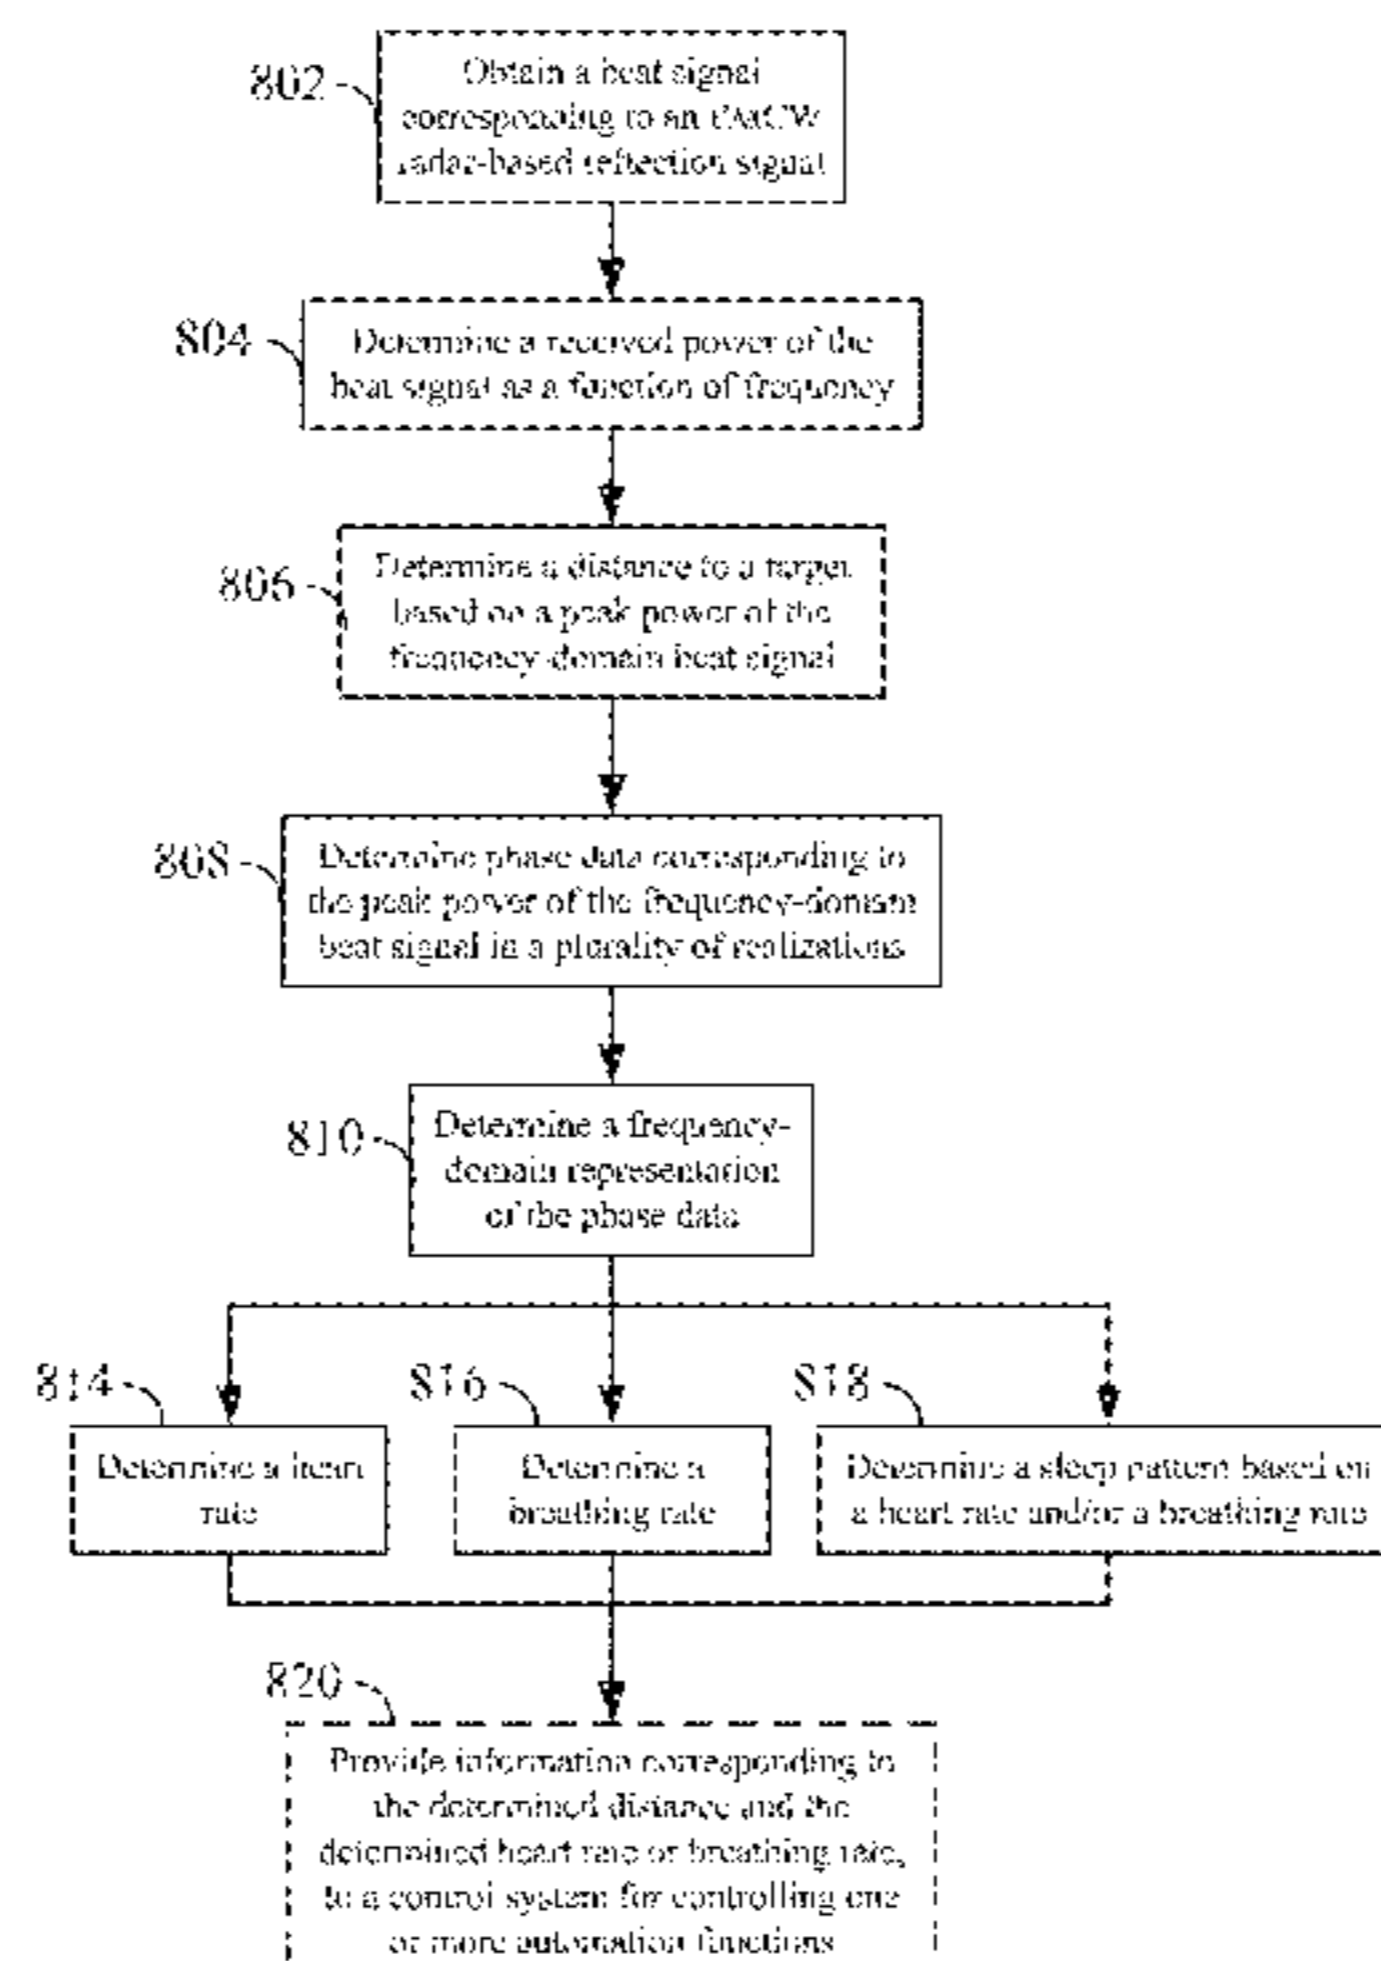 802
Obtain a beat signal
corresponding to an FMCW
radar-based reflection signal
804
Determine a received power of the
beat signal as a function of frequency
806
Determine a distance to a target
based on a peak power of the
frequency-domain beat signal
808
Determine phase data corresponding to
the peak power of the frequency-domain
beat signal in a plurality of realizations
810
Determine a frequency-
domain representation
of the phase data
814
Determine a heart
rate
816
Determine a
breathing rate
818
Determine a sleep pattern based on
a heart rate and/or a breathing rate
820
Provide information corresponding to
the determined distance and the
determined heart rate or breathing rate,
to a control system for controlling one
or more automation functions